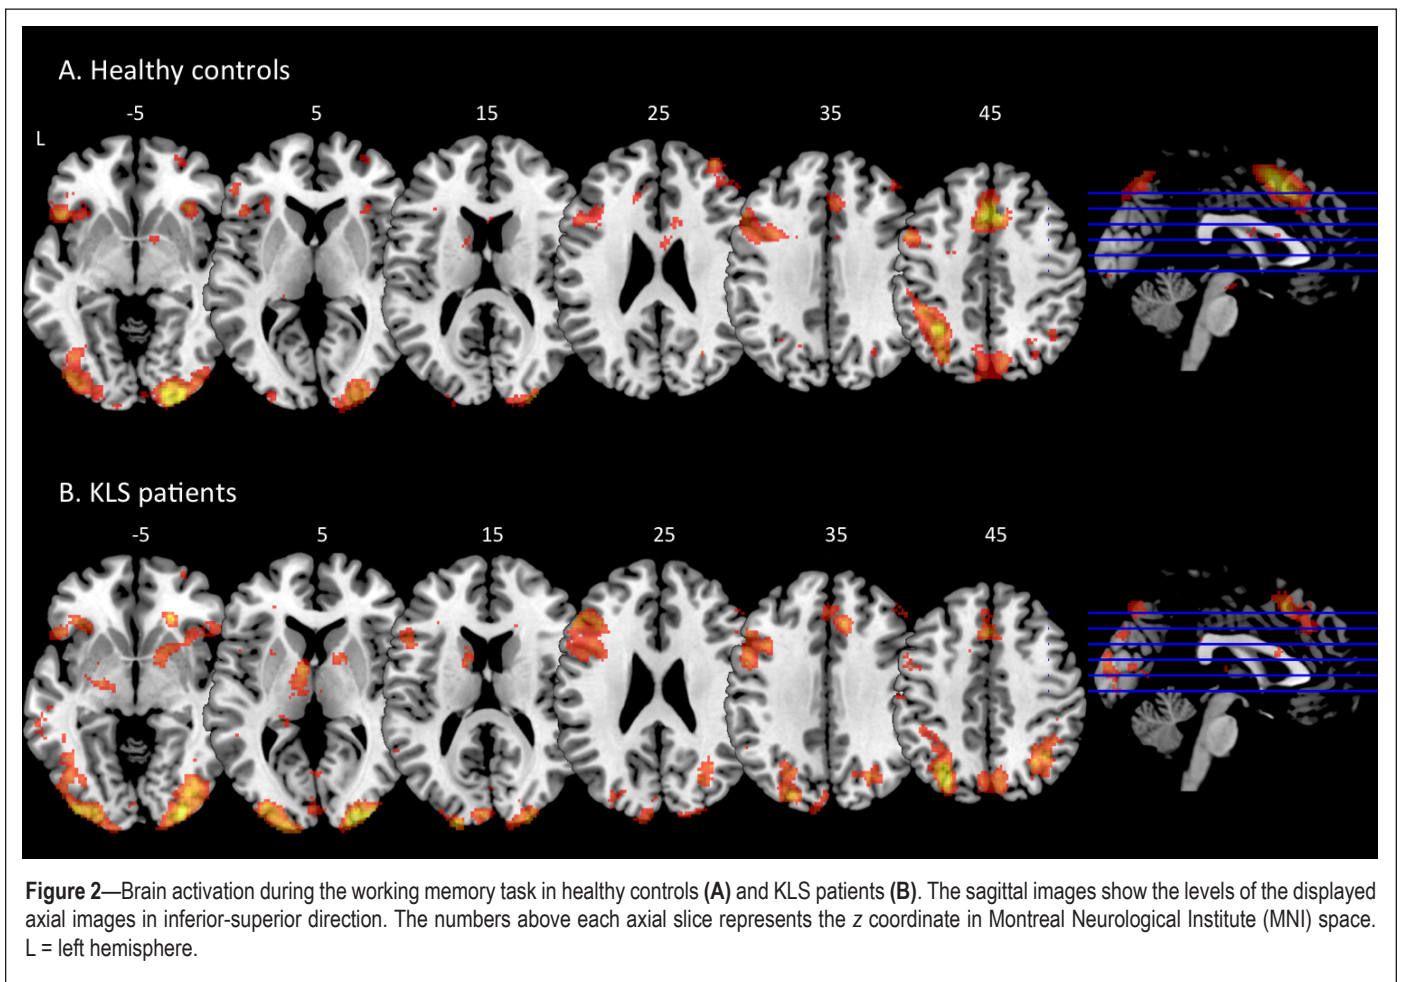 A. Healthy controls
-5 5 15 25 35 45
L
B. KLS patients
-5 5 15 25 35 45
Figure 2—Brain activation during the working memory task in healthy controls (A) and KLS patients (B). The sagittal images show the levels of the displayed
axial images in inferior-superior direction. The numbers above each axial slice represents the z coordinate in Montreal Neurological Institute (MNI) space.
L = left hemisphere.